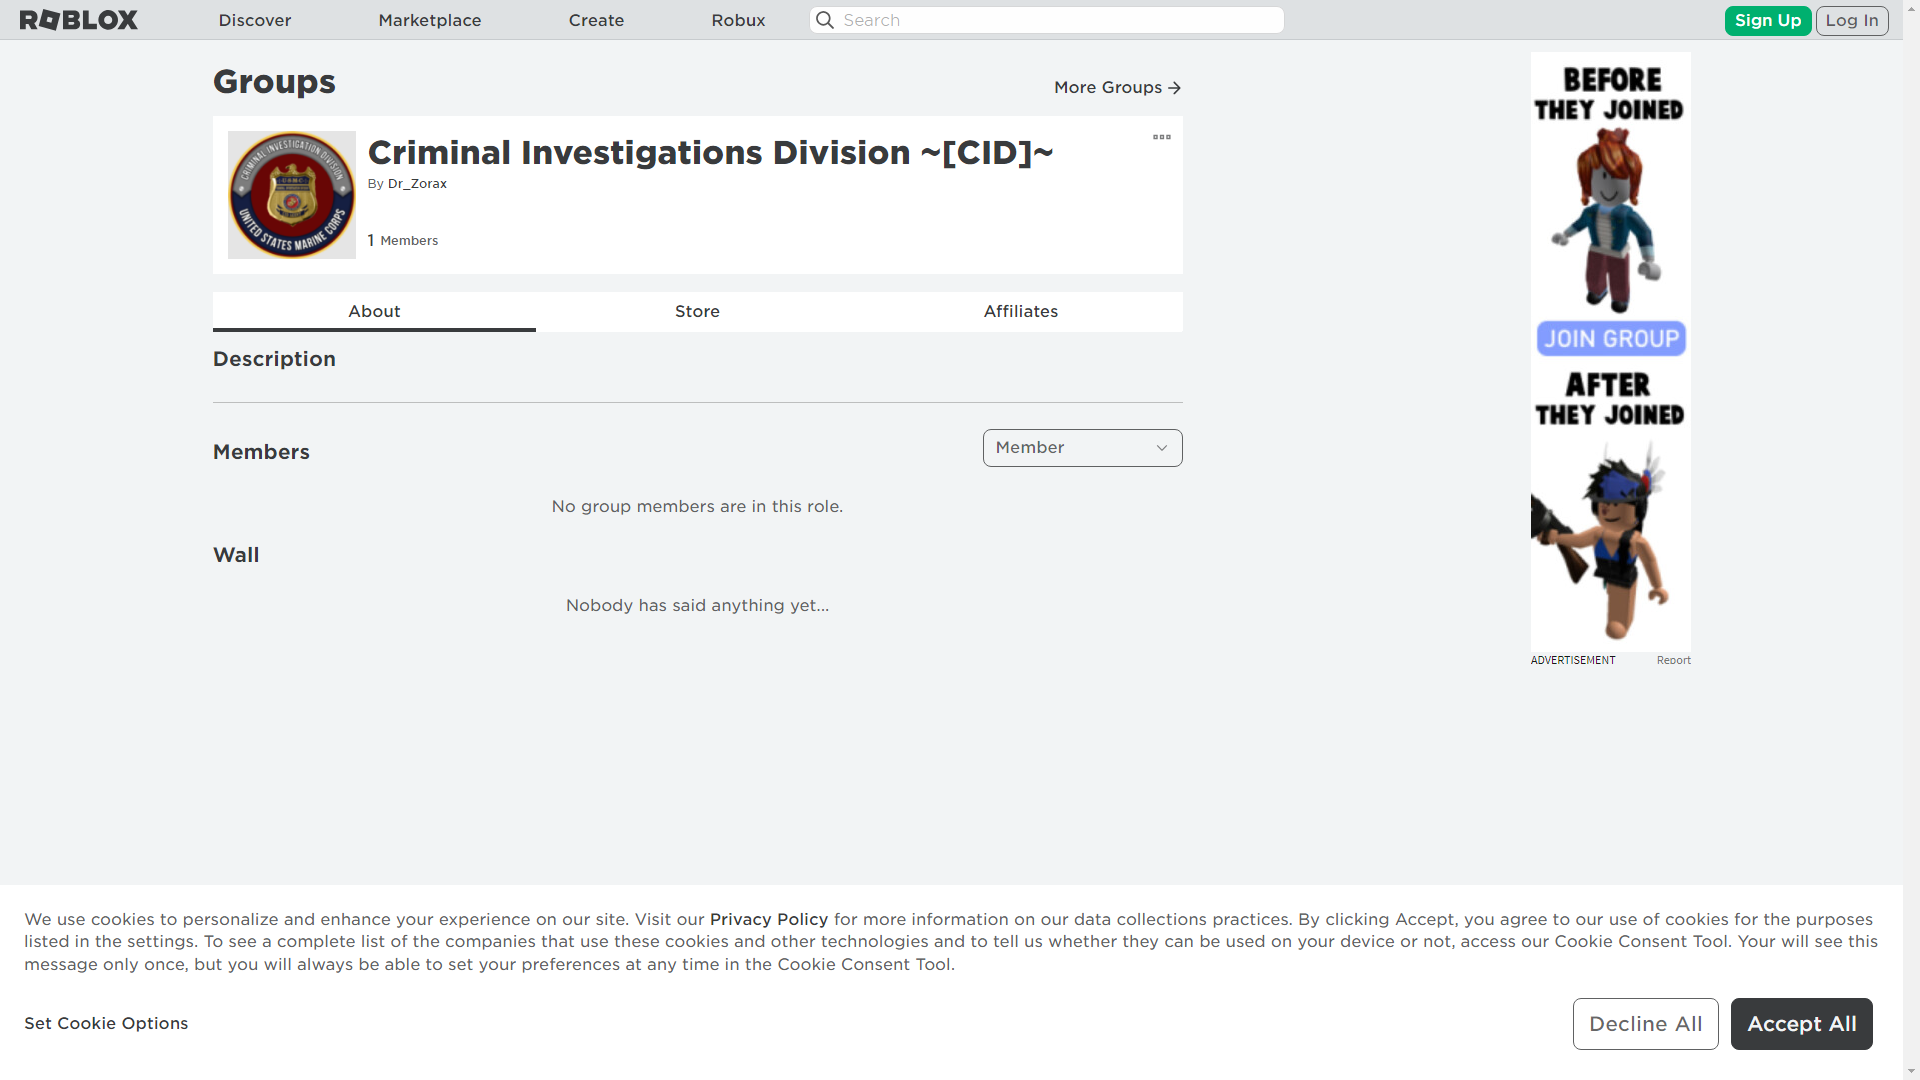 ROBLOX
Discover
Marketplace
Create
Robux
Search
Sign Up
Log In
Groups
More Groups
CRIMINAL INVESTIGATION DIVISION
UNITED STATES MARINE CORPS
Criminal Investigations Division ~[CID]~
By Dr_Zorax
1 Members
About
Store
Affiliates
Description
Members
Member
No group members are in this role.
Wall
Nobody has said anything yet...
BEFORE
THEY JOINED
JOIN GROUP
AFTER
THEY JOINED
ADVERTISEMENT
Report
We use cookies to personalize and enhance your experience on our site. Visit our Privacy Policy for more information on our data collections practices. By clicking Accept, you agree to our use of cookies for the purposes
listed in the settings. To see a complete list of the companies that use these cookies and other technologies and to tell us whether they can be used on your device or not, access our Cookie Consent Tool. Your will see this
message only once, but you will always be able to set your preferences at any time in the Cookie Consent Tool.
Set Cookie Options
Decline All
Accept All